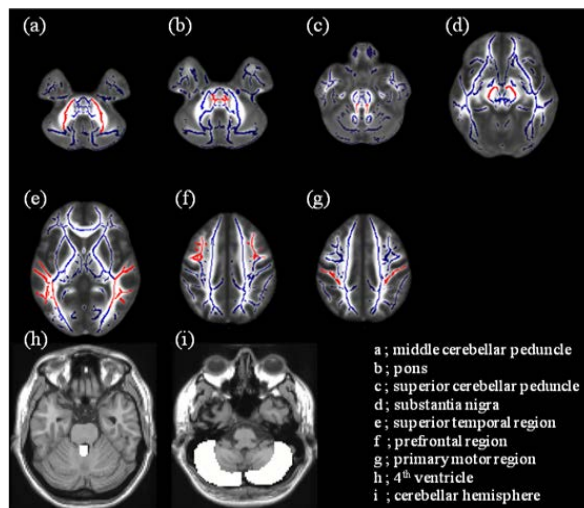 (a)
(b)
(c)
(d)
(e)
(f)
(g)
(h)
(i)
a ; middle cerebellar peduncle
b ; pons
c ; superior cerebellar peduncle
d ; substantia nigra
e ; superior temporal region
f ; prefrontal region
g ; primary motor region
h ; 4th ventricle
i ; cerebellar hemisphere